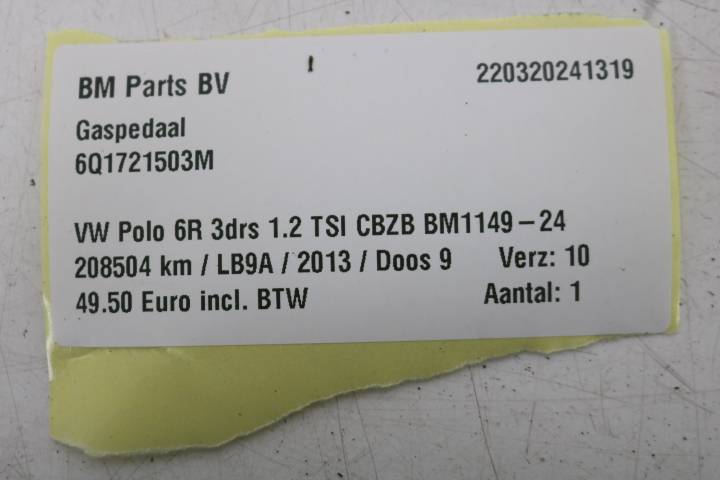 BM Parts BV 220320241319
Gaspedaal
6Q1721503M
VW Polo 6R 3drs 1.2 TSI CBZB BM1149-24
208504 km / LB9A / 2013 / Doos 9 Verz: 10
49.50 Euro incl. BTW Aantal: 1